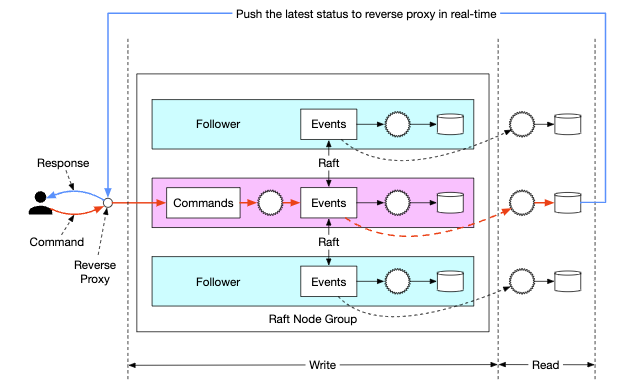 Push the latest status to reverse proxy in real-time
Follower
Events
Raft
Response
Commands
Events
Command
Raft
Reverse
Proxy
Follower
Events
Raft Node Group
Write
Read